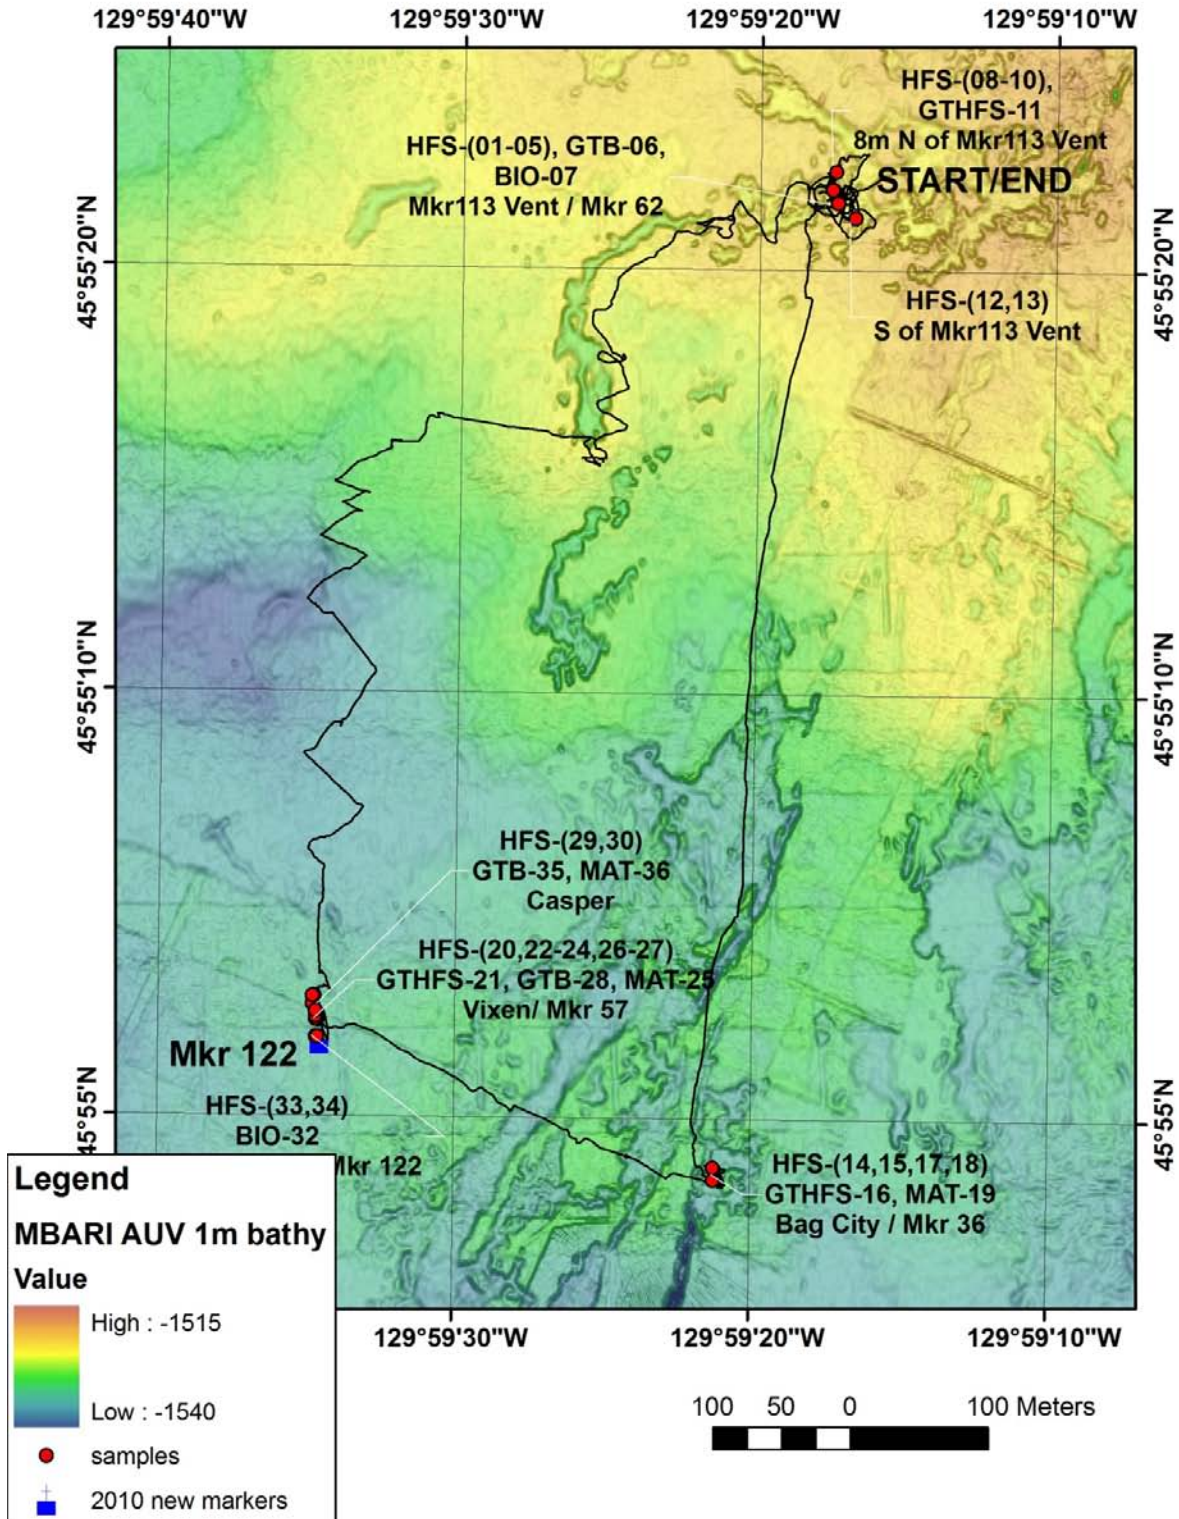 129°59'40"W
129°59'30"W
129°59'20"W
129°59'10"W
HFS-(08-10),
GTHFS-11
8m N of Mkr113 Vent
HFS-(01-05), GTB-06,
BIO-07
Mkr113 Vent / Mkr 62
START/END
45°55'20"N
45°55'20"N
HFS-(12,13)
S of Mkr113 Vent
45°55'10"N
45°55'10"N
HFS-(29,30)
GTB-35, MAT-36
Casper
HFS-(20,22-24,26-27)
GTHFS-21, GTB-28, MAT-25
Vixen/ Mkr 57
Mkr 122
45°55'N
45°55'N
HFS-(33,34)
BIO-32
Mkr 122
HFS-(14,15,17,18)
GTHFS-16, MAT-19
Bag City / Mkr 36
Legend
MBARI AUV 1m bathy
Value
High : -1515
Low : -1540
samples
2010 new markers
129°59'30"W
129°59'20"W
129°59'10"W
100 50 0 100 Meters